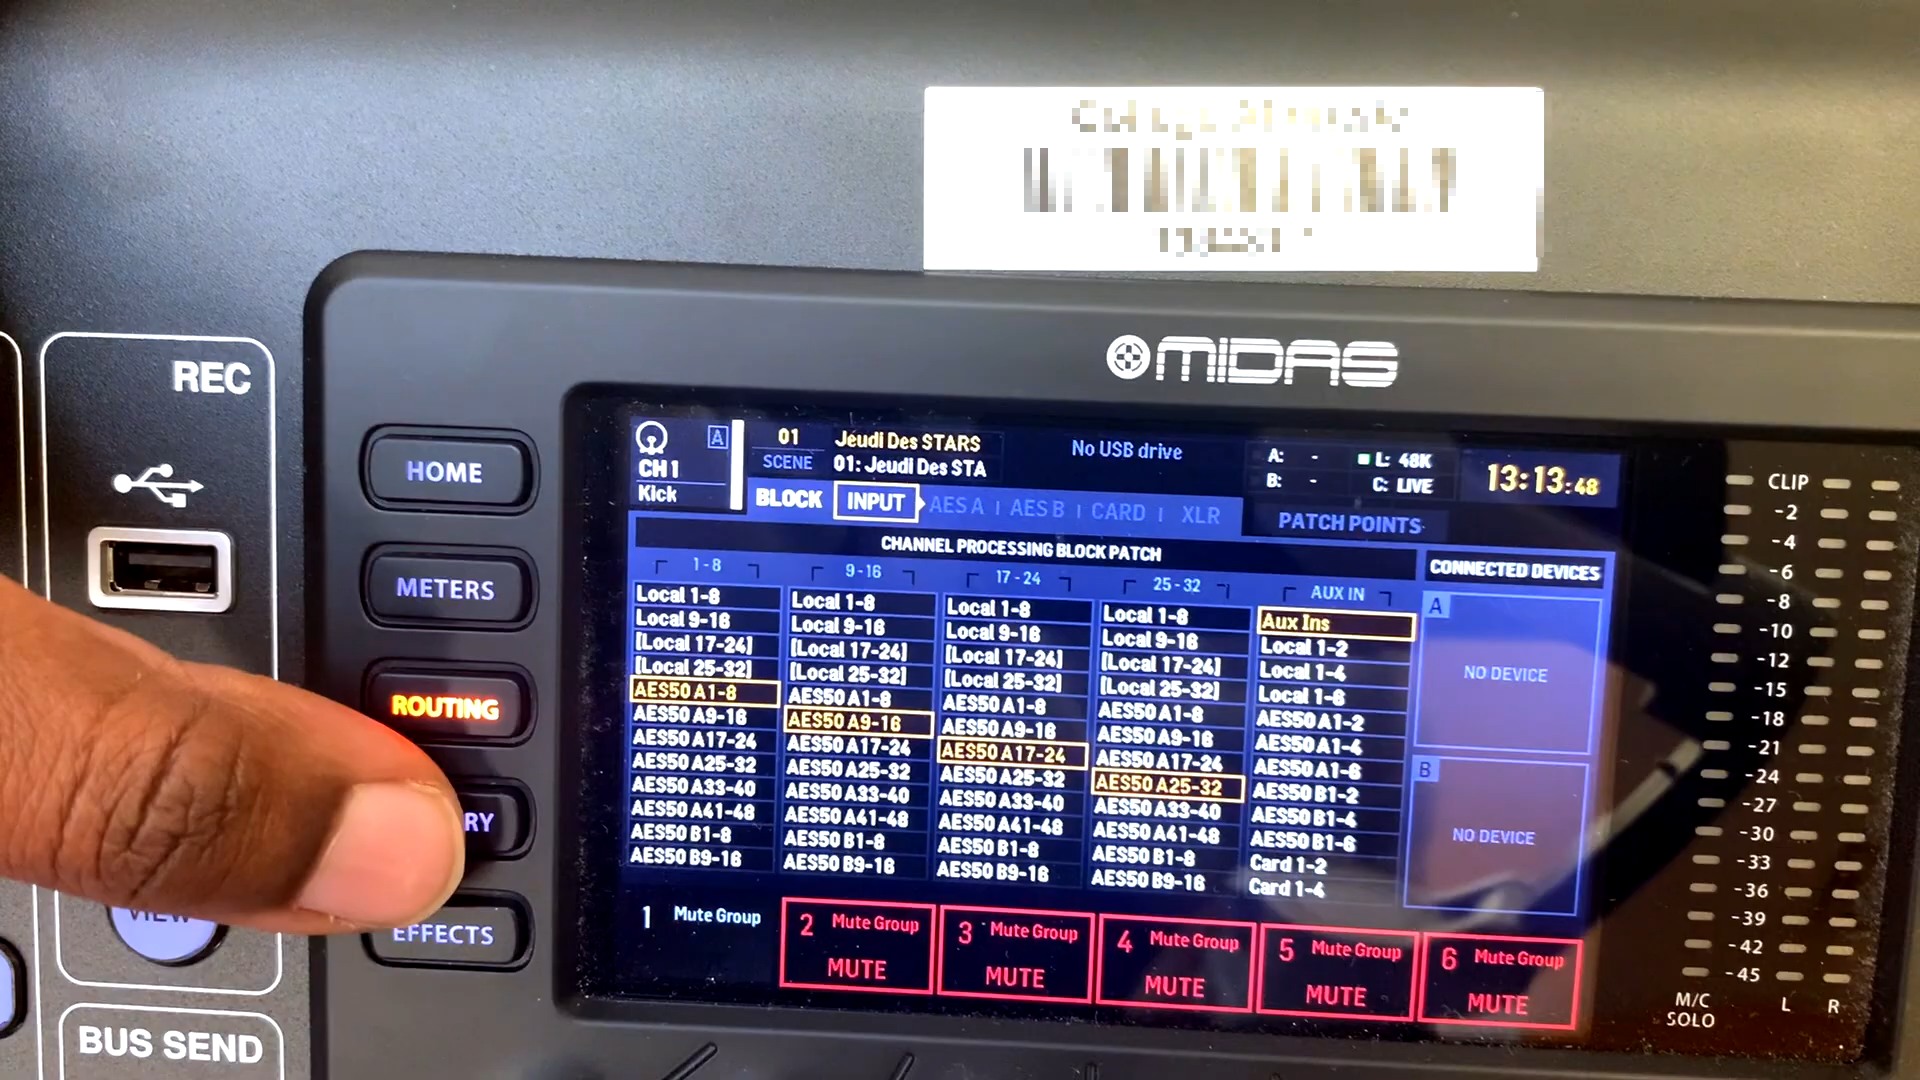 MIDAS
REC
HOME
METERS
ROUTING
RY
VIEW
EFFECTS
BUS SEND
A
CH 1
Kick
01
SCENE
Jeudi Des STARS
01: Jeudi Des STA
No USB drive
A: - L: 48K
B: - C: LIVE
13:13:48
BLOCK INPUT AES A | AES B | CARD | XLR
PATCH POINTS
CHANNEL PROCESSING BLOCK PATCH
CONNECTED DEVICES
1-8
Local 1-8
Local 9-16
[Local 17-24]
[Local 25-32]
AES50 A1-8
AES50 A9-16
AES50 A17-24
AES50 A25-32
AES50 A33-40
AES50 A41-48
AES50 B1-8
AES50 B9-16
9-16
Local 1-8
Local 9-16
[Local 17-24]
[Local 25-32]
AES50 A1-8
AES50 A9-16
AES50 A17-24
AES50 A25-32
AES50 A33-40
AES50 A41-48
AES50 B1-8
AES50 B9-16
17-24
Local 1-8
Local 9-16
[Local 17-24]
[Local 25-32]
AES50 A1-8
AES50 A9-16
AES50 A17-24
AES50 A25-32
AES50 A33-40
AES50 A41-48
AES50 B1-8
AES50 B9-16
25-32
Local 1-8
Local 9-16
[Local 17-24]
[Local 25-32]
AES50 A1-8
AES50 A9-16
AES50 A17-24
AES50 A25-32
AES50 A33-40
AES50 A41-48
AES50 B1-8
AES50 B9-16
AUX IN
Aux Ins
Local 1-2
Local 1-4
Local 1-6
AES50 A1-2
AES50 A1-4
AES50 A1-6
AES50 B1-2
AES50 B1-4
AES50 B1-6
Card 1-2
Card 1-4
A
NO DEVICE
B
NO DEVICE
1 Mute Group
2 Mute Group
MUTE
3 Mute Group
MUTE
4 Mute Group
MUTE
5 Mute Group
MUTE
6 Mute Group
MUTE
CLIP
-2
-4
-6
-8
-10
-12
-15
-18
-21
-24
-27
-30
-33
-36
-39
-42
-45
M/C
SOLO
L
R